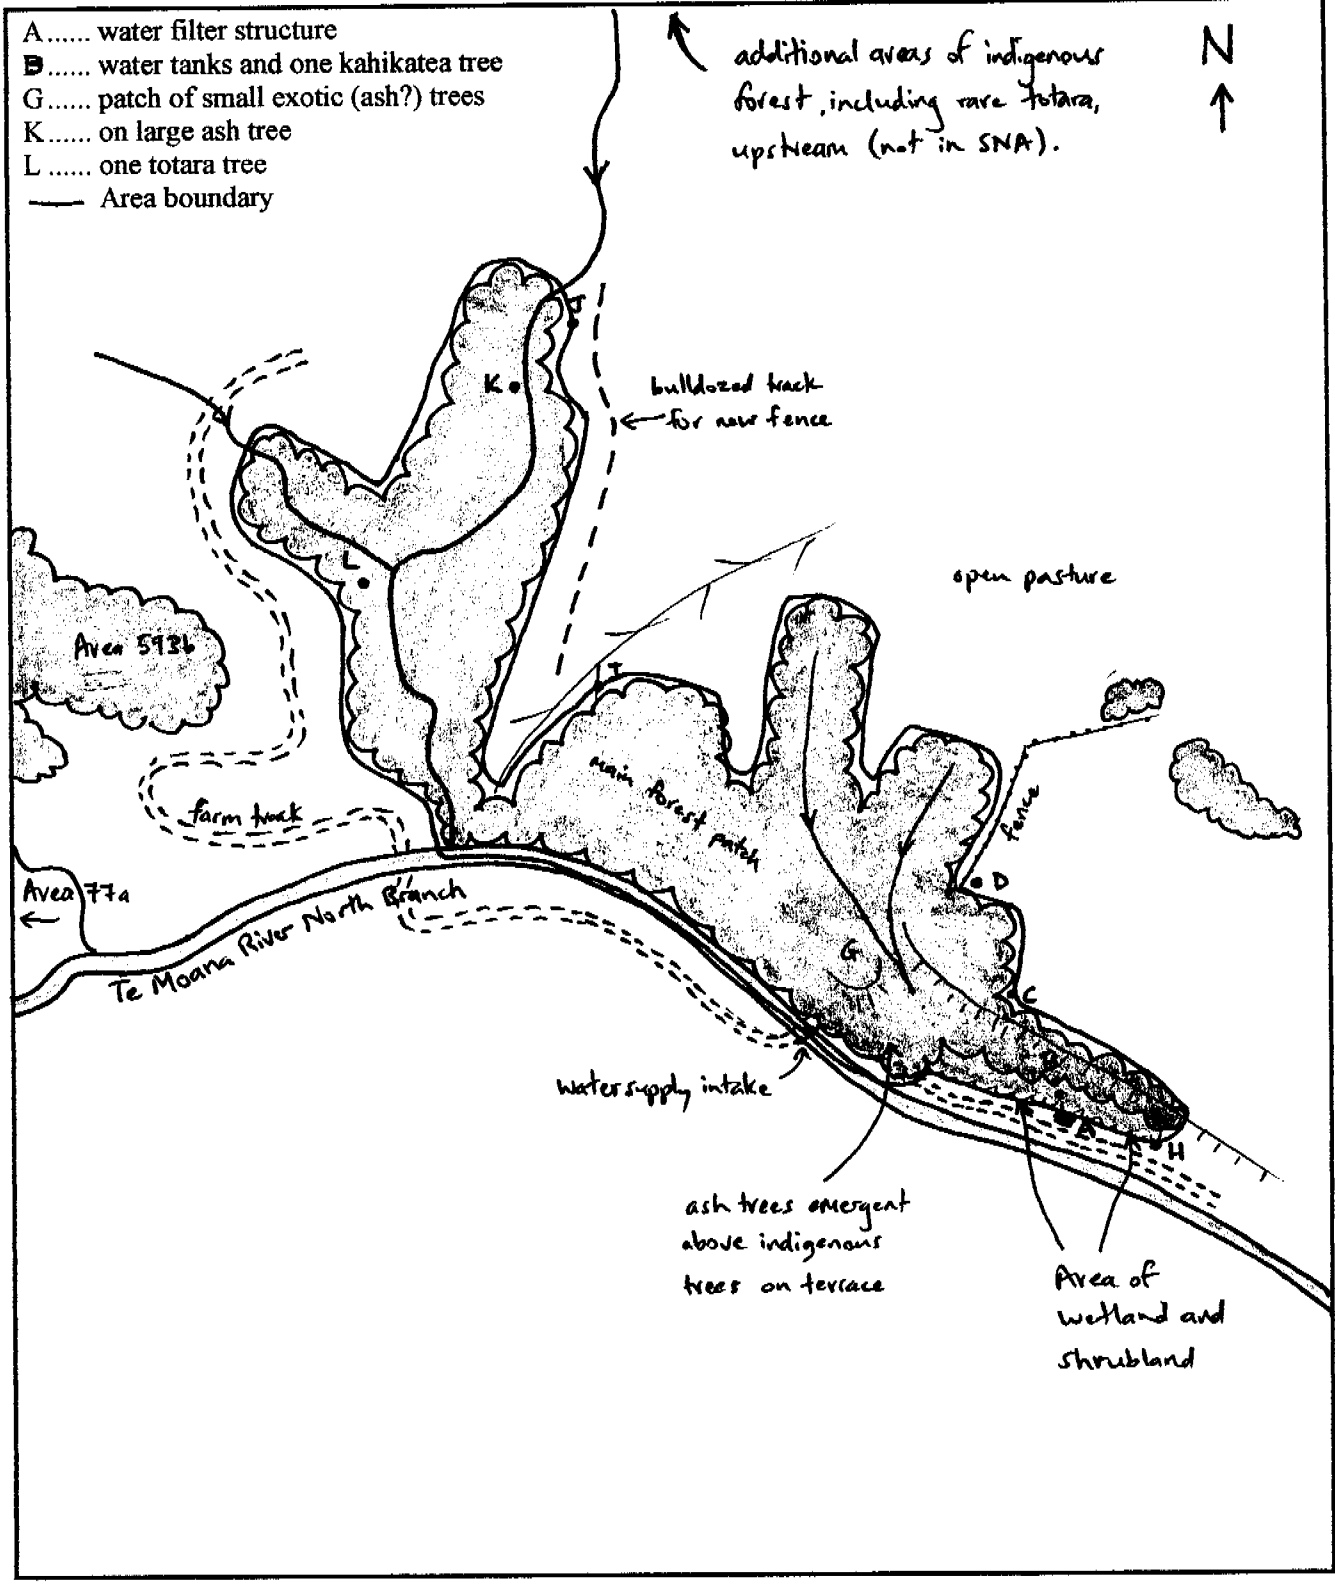 A ...... water filter structure
B ...... water tanks and one kahikatea tree
G ...... patch of small exotic (ash?) trees
K ...... on large ash tree
L ...... one totara tree
Area boundary
additional areas of indigenous
forest, including rare totara,
upstream (not in SNA).
N
J
K
bulldozed track
for new fence
L
open pasture
Area 593b
I
main forest patch
fence
farm track
D
Area 77a
Te Moana River North Branch
G
C
water supply intake
A
H
ash trees emergent
above indigenous
trees on terrace
Area of
wetland and
shrubland